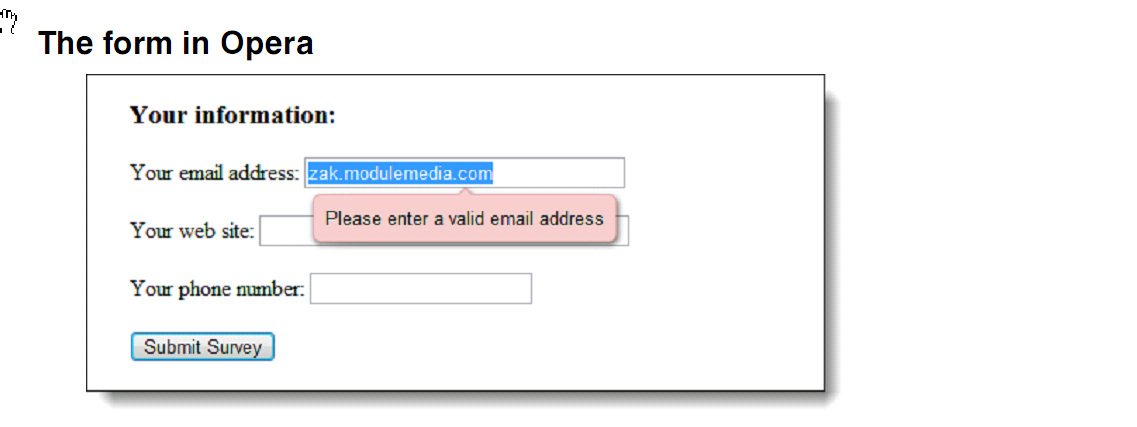 The form in Opera
Your information:
Your email address: zak.modulemedia.com
Please enter a valid email address
Your web site:
Your phone number:
Submit Survey